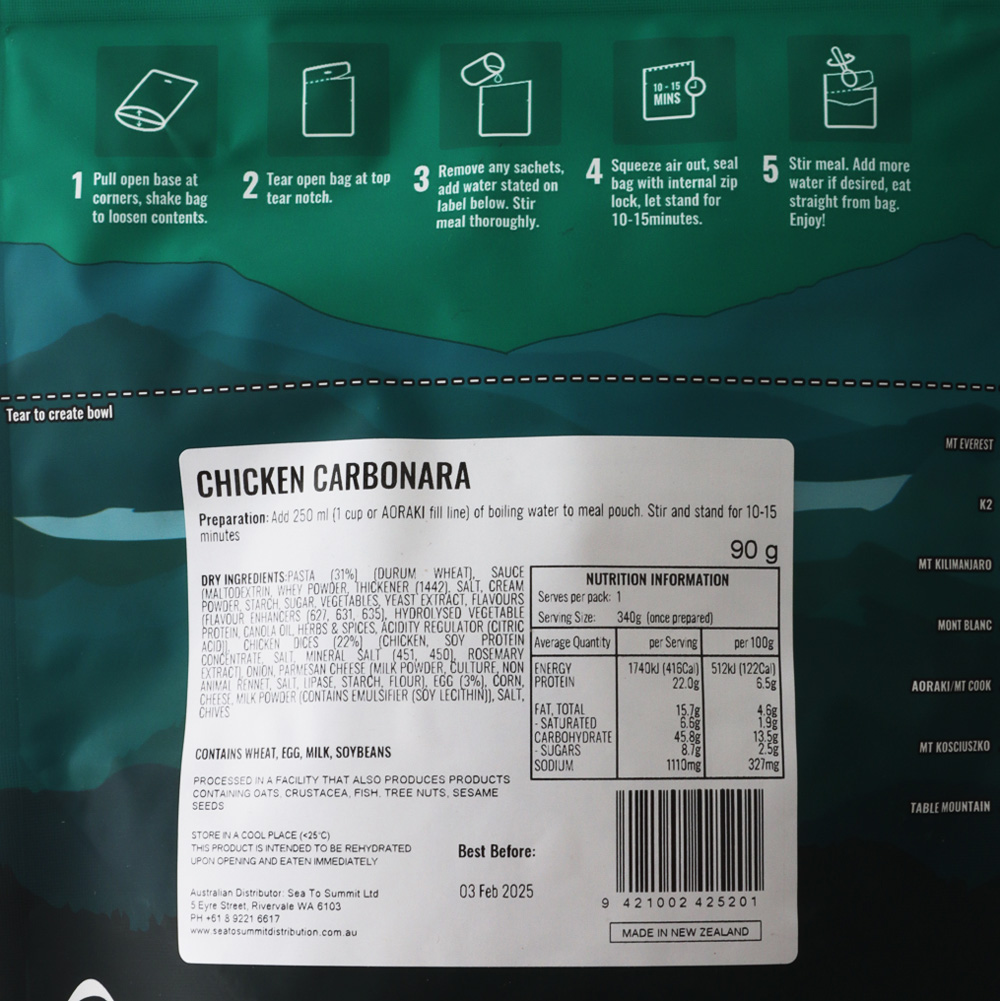 10 - 15
MINS
1 Pull open base at
corners, shake bag
to loosen contents.
2 Tear open bag at top
tear notch.
3 Remove any sachets,
add water stated on
label below. Stir
meal thoroughly.
4 Squeeze air out, seal
bag with internal zip
lock, let stand for
10-15minutes.
5 Stir meal. Add more
water if desired, eat
straight from bag.
Enjoy!
Tear to create bowl
MT EVEREST
K2
MT KILIMANJARO
MONT BLANC
AORAKI/MT COOK
MT KOSCIUSZKO
TABLE MOUNTAIN
CHICKEN CARBONARA
Preparation: Add 250 ml (1 cup or AORAKI fill line) of boiling water to meal pouch. Stir and stand for 10-15
minutes
90 g
DRY INGREDIENTS:PASTA (31%) (DURUM WHEAT), SAUCE
(MALTODEXTRIN, WHEY POWDER, THICKENER (1442), SALT, CREAM
POWDER, STARCH, SUGAR, VEGETABLES, YEAST EXTRACT, FLAVOURS
(FLAVOUR ENHANCERS (627, 631, 635), HYDROLYSED VEGETABLE
PROTEIN, CANOLA OIL, HERBS & SPICES, ACIDITY REGULATOR (CITRIC
ACID)), CHICKEN DICES (22%) (CHICKEN, SOY PROTEIN
CONCENTRATE, SALT, MINERAL SALT (451, 450), ROSEMARY
EXTRACT), ONION, PARMESAN CHEESE (MILK POWDER, CULTURE, NON
ANIMAL RENNET, SALT, LIPASE, STARCH, FLOUR), EGG (3%), CORN,
CHEESE, MILK POWDER (CONTAINS EMULSIFIER (SOY LECITHIN)), SALT,
CHIVES
CONTAINS WHEAT, EGG, MILK, SOYBEANS
PROCESSED IN A FACILITY THAT ALSO PRODUCES PRODUCTS
CONTAINING OATS, CRUSTACEA, FISH, TREE NUTS, SESAME
SEEDS
STORE IN A COOL PLACE (<25°C)
THIS PRODUCT IS INTENDED TO BE REHYDRATED
UPON OPENING AND EATEN IMMEDIATELY
Australian Distributor: Sea To Summit Ltd
5 Eyre Street, Rivervale WA 6103
PH +61 8 9221 6617
www.seatosummitdistribution.com.au
NUTRITION INFORMATION
Serves per pack: 1
Serving Size: 340g (once prepared)
Average Quantity per Serving per 100g
ENERGY 1740kJ (416Cal) 512kJ (122Cal)
PROTEIN 22.0g 6.5g
FAT, TOTAL 15.7g 4.6g
- SATURATED 6.6g 1.9g
CARBOHYDRATE 45.8g 13.5g
- SUGARS 8.7g 2.5g
SODIUM 1110mg 327mg
Best Before:
03 Feb 2025
9 421002 425201
MADE IN NEW ZEALAND